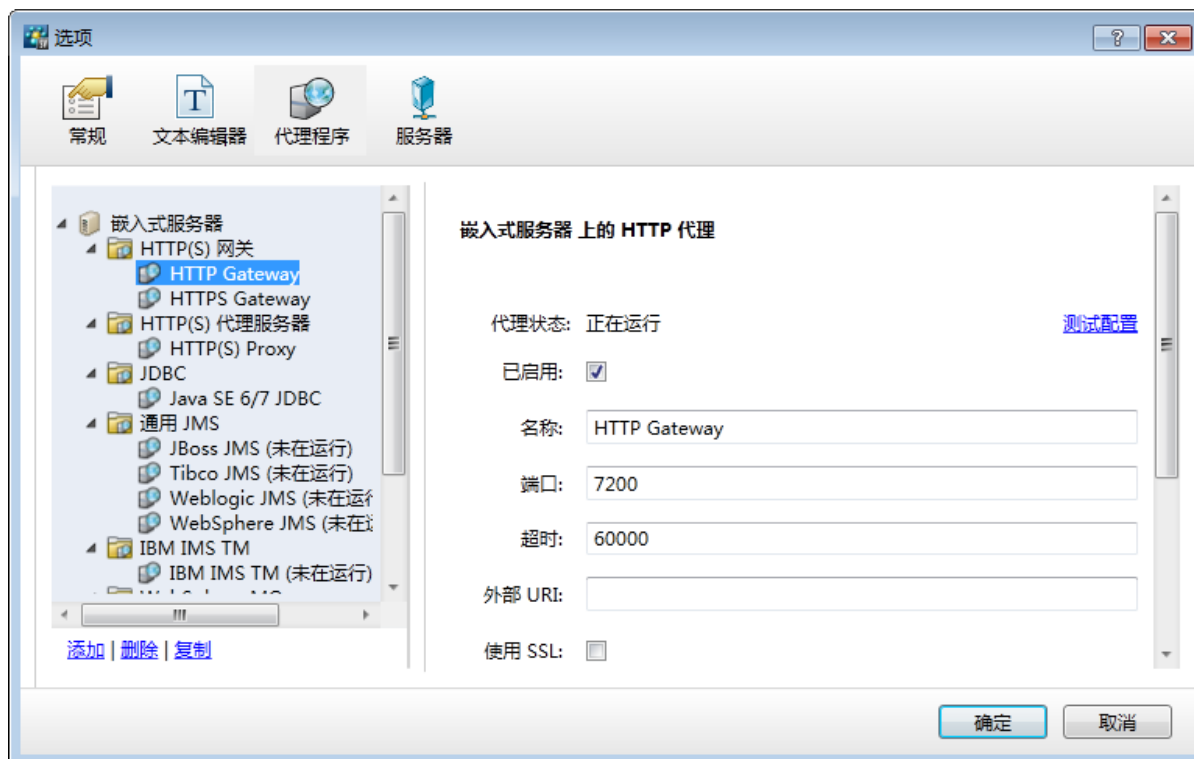 选项
常规
文本编辑器
代理程序
服务器
嵌入式服务器
HTTP(S) 网关
HTTP Gateway
HTTPS Gateway
HTTP(S) 代理服务器
HTTP(S) Proxy
JDBC
Java SE 6/7 JDBC
通用 JMS
JBoss JMS (未在运行)
Tibco JMS (未在运行)
Weblogic JMS (未在运行
WebSphere JMS (未在
IBM IMS TM
IBM IMS TM (未在运行)
添加 | 删除 | 复制
嵌入式服务器 上的 HTTP 代理
代理状态: 正在运行
测试配置
已启用:
名称: HTTP Gateway
端口: 7200
超时: 60000
外部 URI:
使用 SSL:
确定
取消